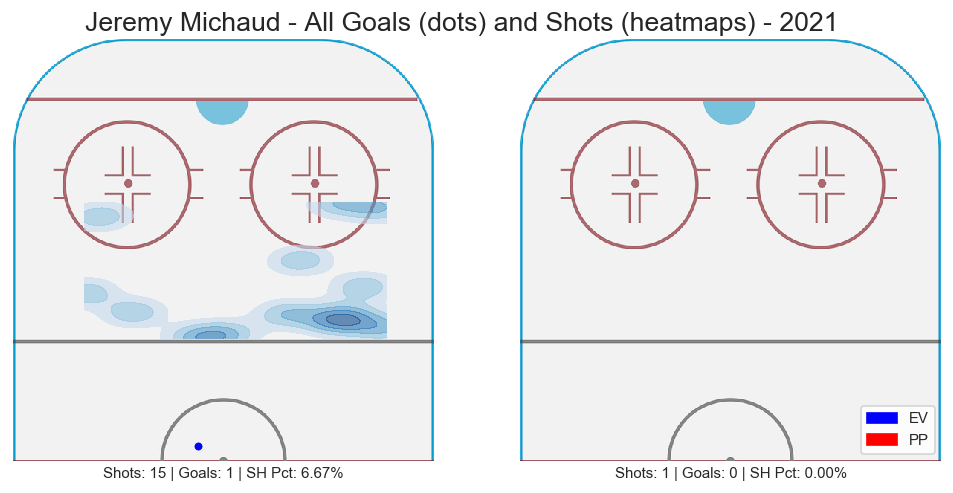 Jeremy Michaud - All Goals (dots) and Shots (heatmaps) - 2021
EV
PP
Shots: 15 | Goals: 1 | SH Pct: 6.67%
Shots: 1 | Goals: 0 | SH Pct: 0.00%